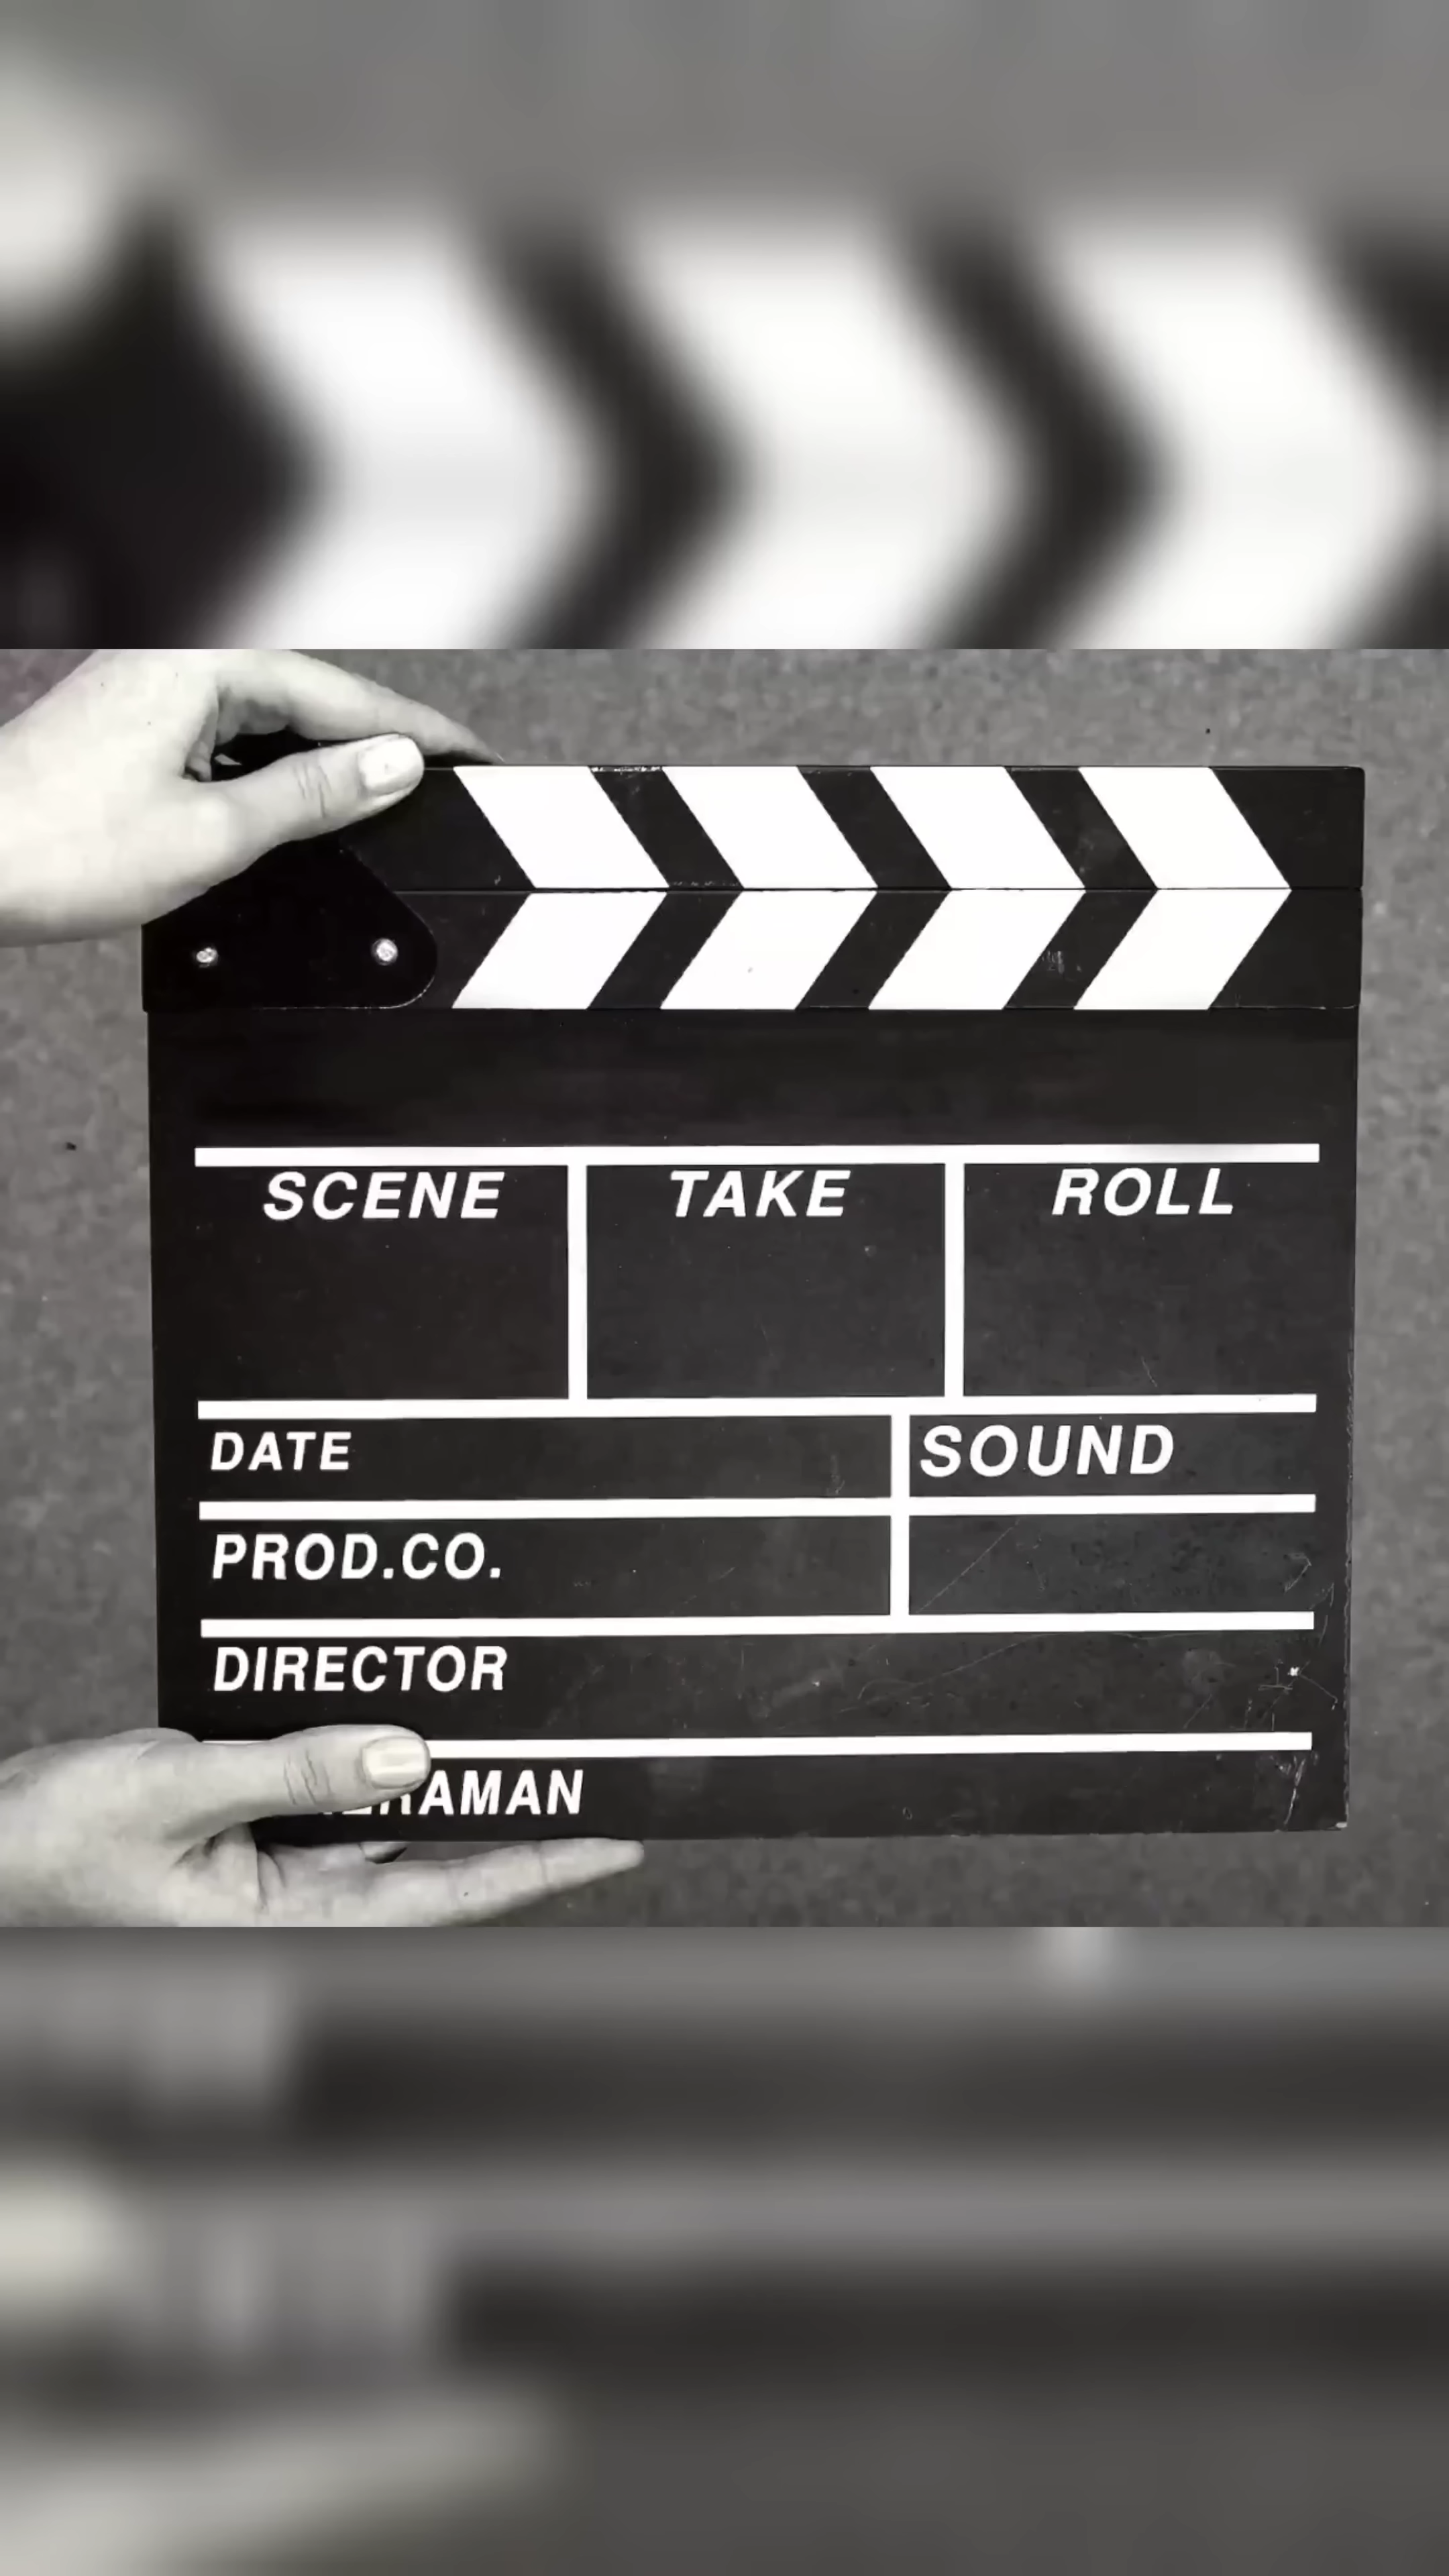 SCENE TAKE ROLL
DATE SOUND
PROD.CO.
DIRECTOR